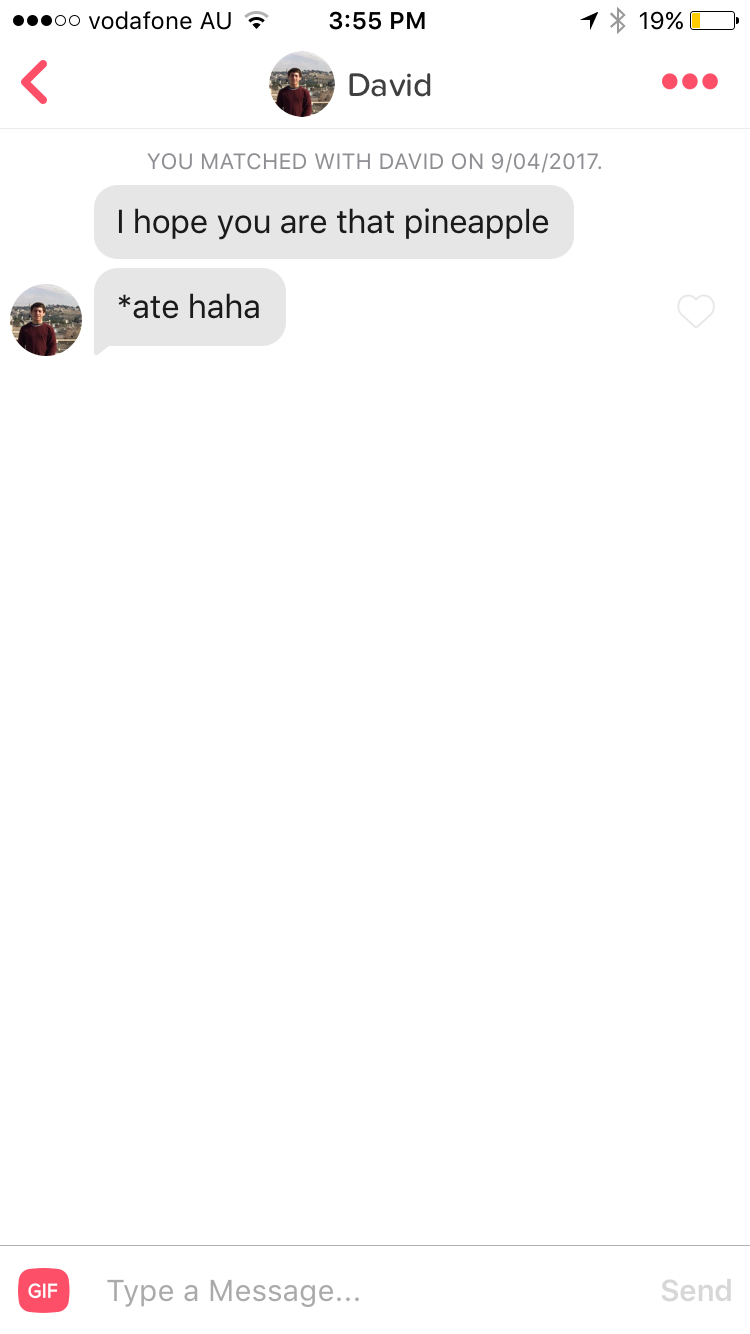 vodafone AU 3:55 PM 19%
David
YOU MATCHED WITH DAVID ON 9/04/2017.
I hope you are that pineapple
*ate haha
GIF Type a Message... Send